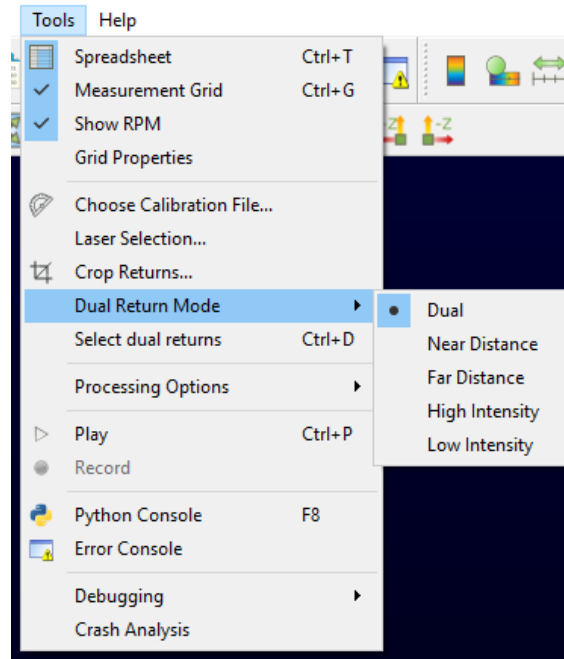 Tools Help
Spreadsheet Ctrl+T
Measurement Grid Ctrl+G
Show RPM
Grid Properties
Choose Calibration File...
Laser Selection...
Crop Returns...
Dual Return Mode
Select dual returns Ctrl+D
Processing Options
Play Ctrl+P
Record
Python Console F8
Error Console
Debugging
Crash Analysis
Dual
Near Distance
Far Distance
High Intensity
Low Intensity
-Z
-Z